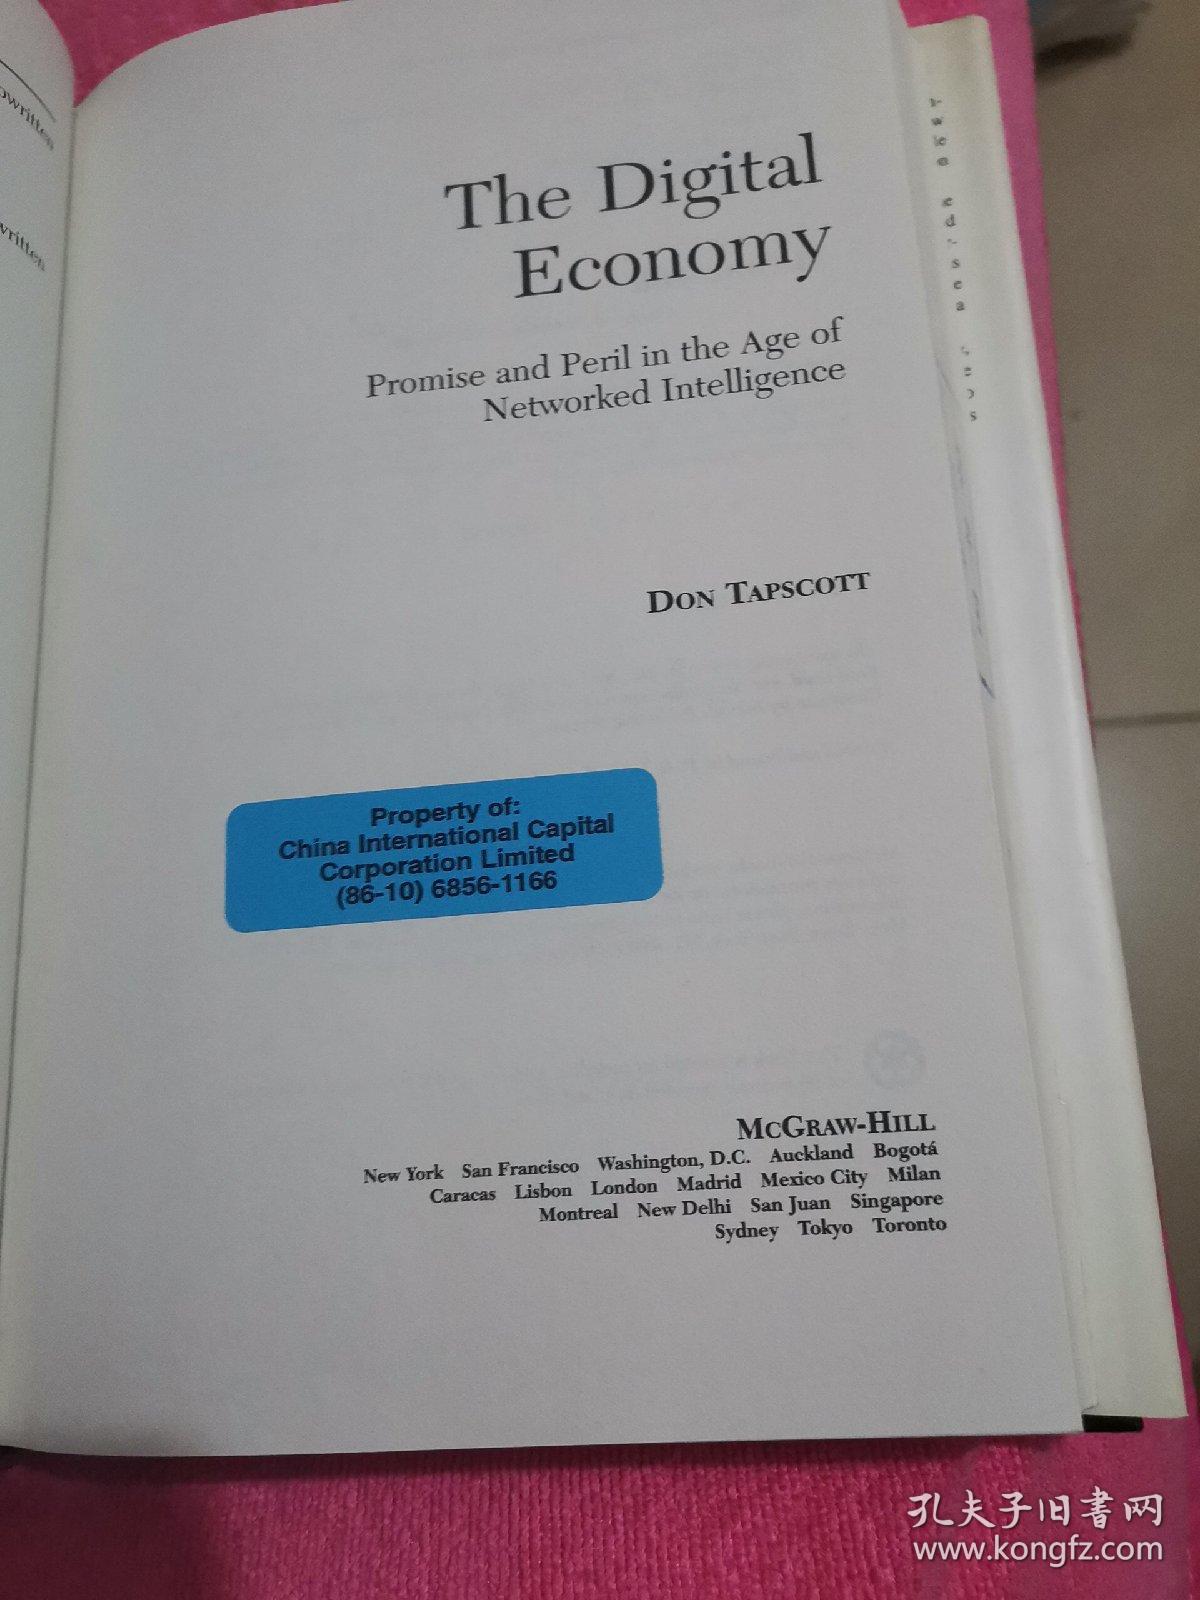 written
The Digital
Economy
Promise and Peril in the Age of
Networked Intelligence
DON TAPSCOTT
Property of:
China International Capital
Corporation Limited
(86-10) 6856-1166
MCGRAW-HILL
New York San Francisco Washington, D.C. Auckland Bogotá
Caracas Lisbon London Madrid Mexico City Milan
Montreal New Delhi San Juan Singapore
Sydney Tokyo Toronto
孔夫子旧书网
www.kongfz.com